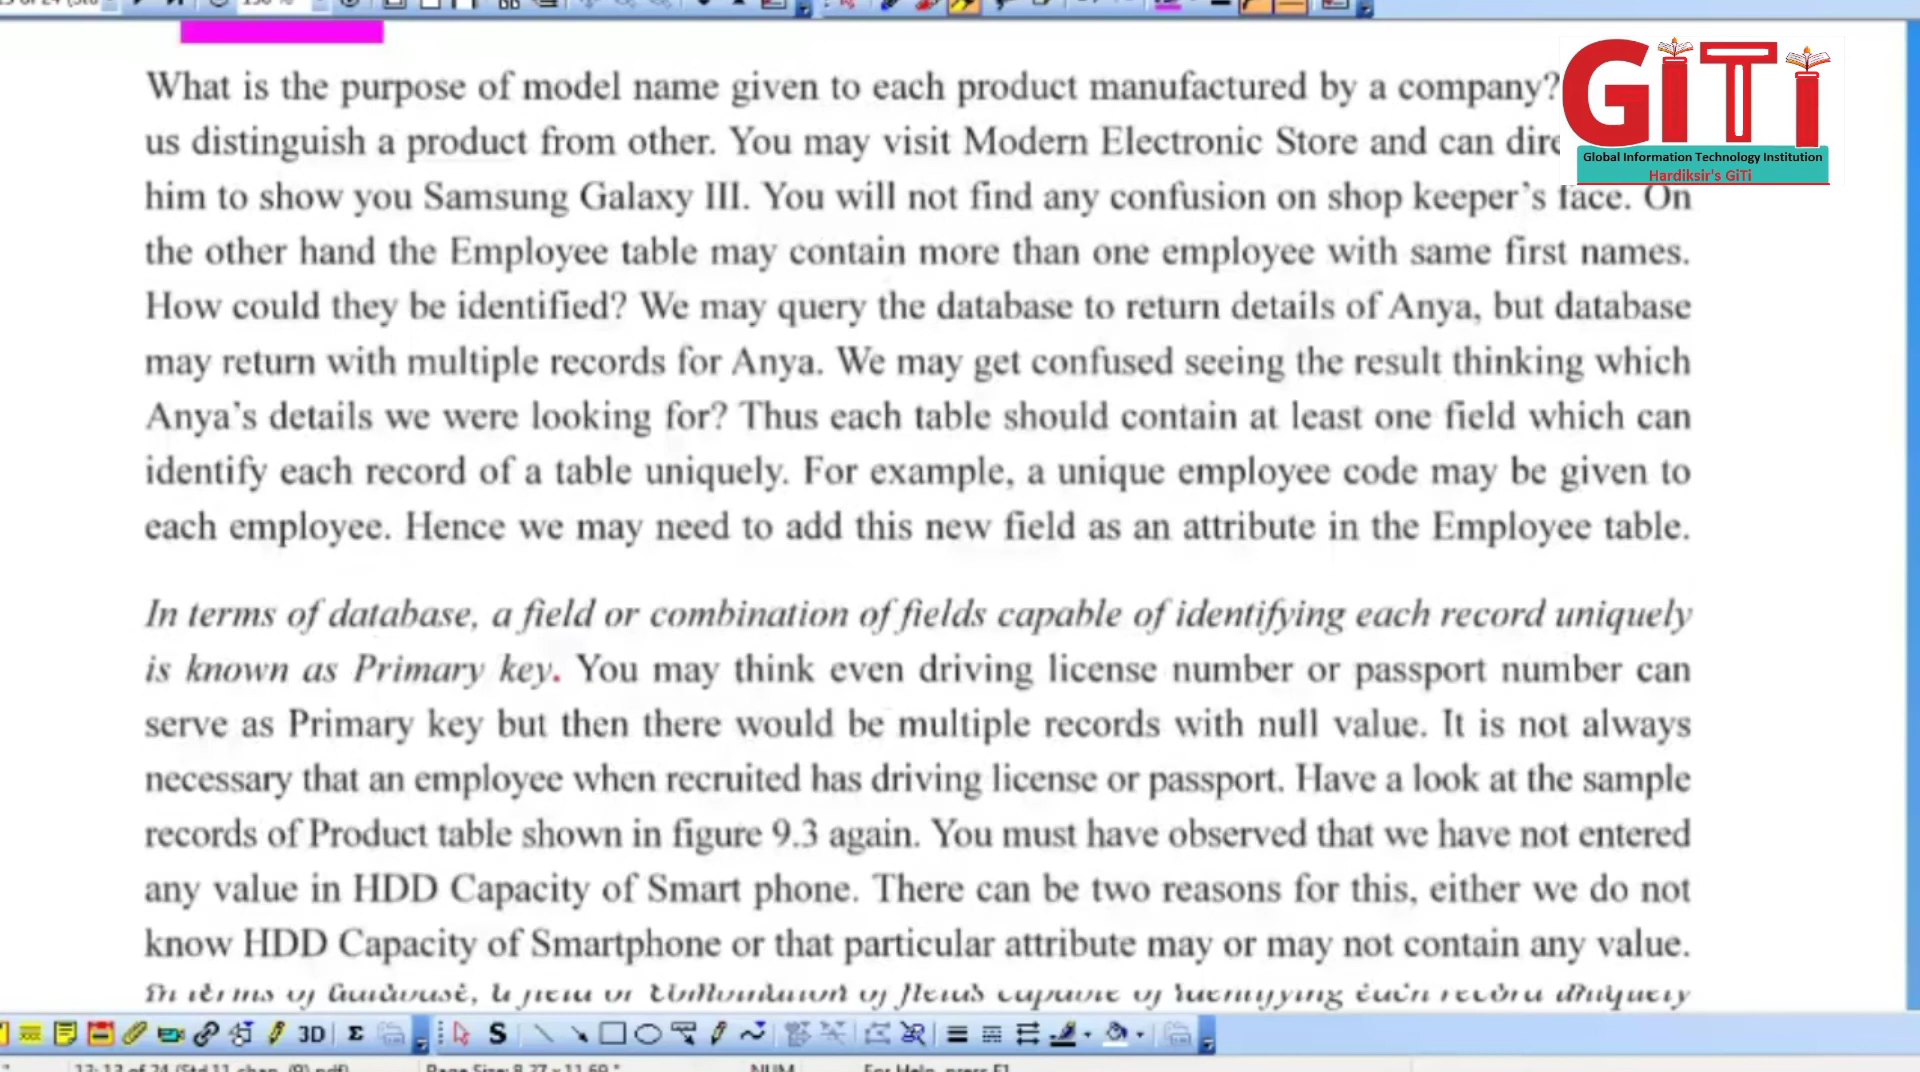 What is the purpose of model name given to each product manufactured by a company?
us distinguish a product from other. You may visit Modern Electronic Store and can
him to show you Samsung Galaxy III. You will not find any confusion on shop keeper's face. On
the other hand the Employee table may contain more than one employee with same first names.
How could they be identified? We may query the database to return details of Anya, but database
may return with multiple records for Anya. We may get confused seeing the result thinking which
Anya's details we were looking for? Thus each table should contain at least one field which can
identify each record of a table uniquely. For example, a unique employee code may be given to
each employee. Hence we may need to add this new field as an attribute in the Employee table.
In terms of database, a field or combination of fields capable of identifying each record uniquely
is known as Primary key. You may think even driving license number or passport number can
serve as Primary key but then there would be multiple records with null value. It is not always
necessary that an employee when recruited has driving license or passport. Have a look at the sample
records of Product table shown in figure 9.3 again. You must have observed that we have not entered
any value in HDD Capacity of Smart phone. There can be two reasons for this, either we do not
know HDD Capacity of Smartphone or that particular attribute may or may not contain any value.
GiTi
Global Information Technology Institution
Hardiksir's GiTi
3D Σ S